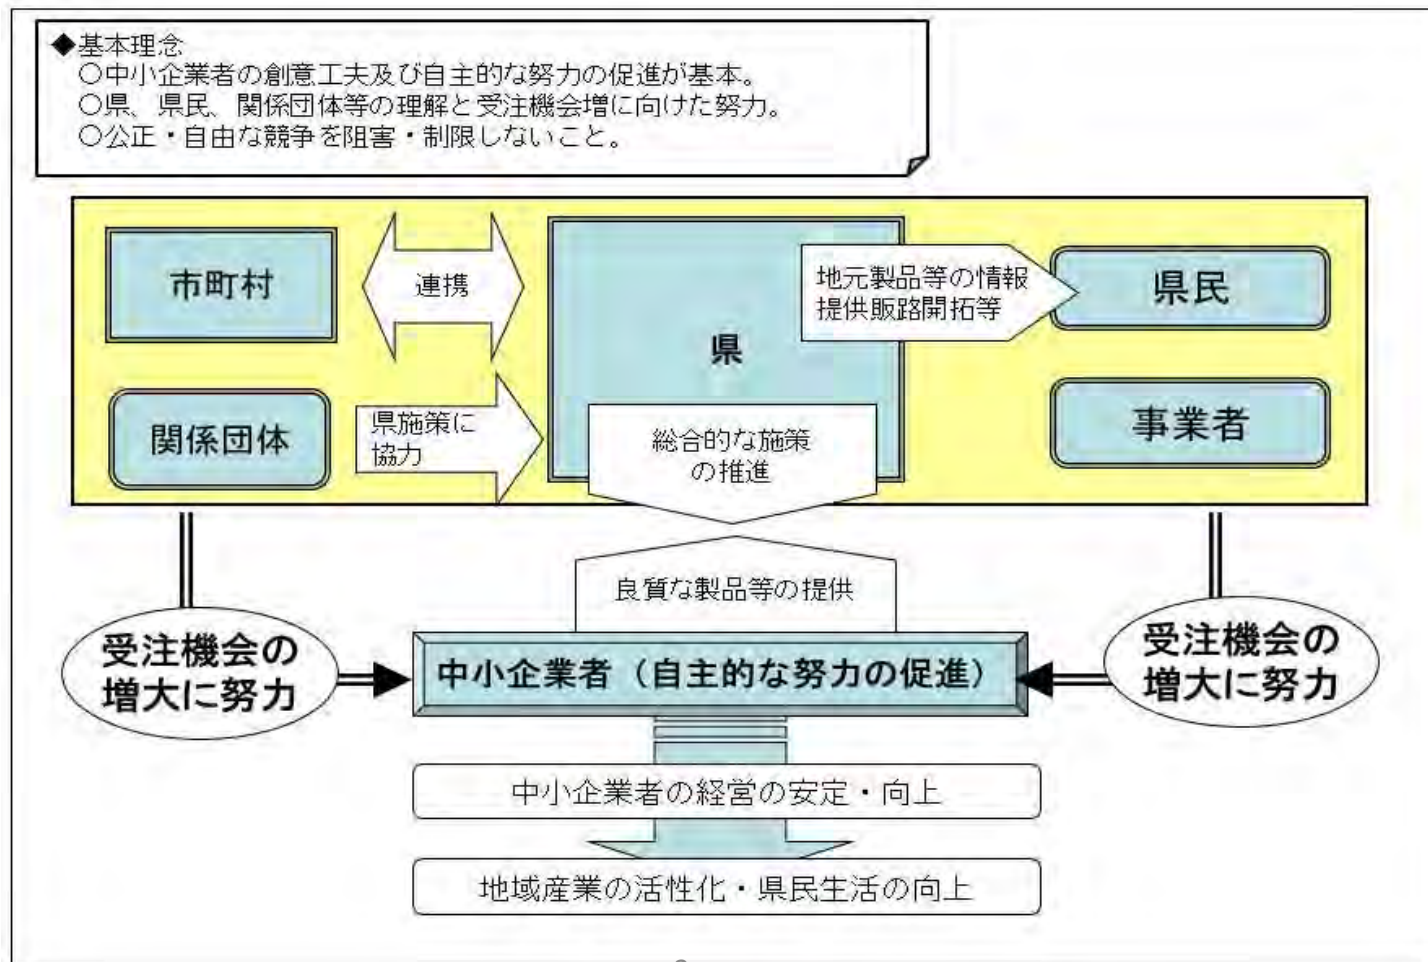 ◆基本理念
○中小企業者の創意工夫及び自主的な努力の促進が基本。
○県、県民、関係団体等の理解と受注機会増に向けた努力。
○公正・自由な競争を阻害・制限しないこと。
市町村
連携
県
地元製品等の情報
提供販路開拓等
県民
関係団体
県施策に
協力
総合的な施策
の推進
事業者
良質な製品等の提供
受注機会の
増大に努力
中小企業者（自主的な努力の促進）
受注機会の
増大に努力
中小企業者の経営の安定・向上
地域産業の活性化・県民生活の向上